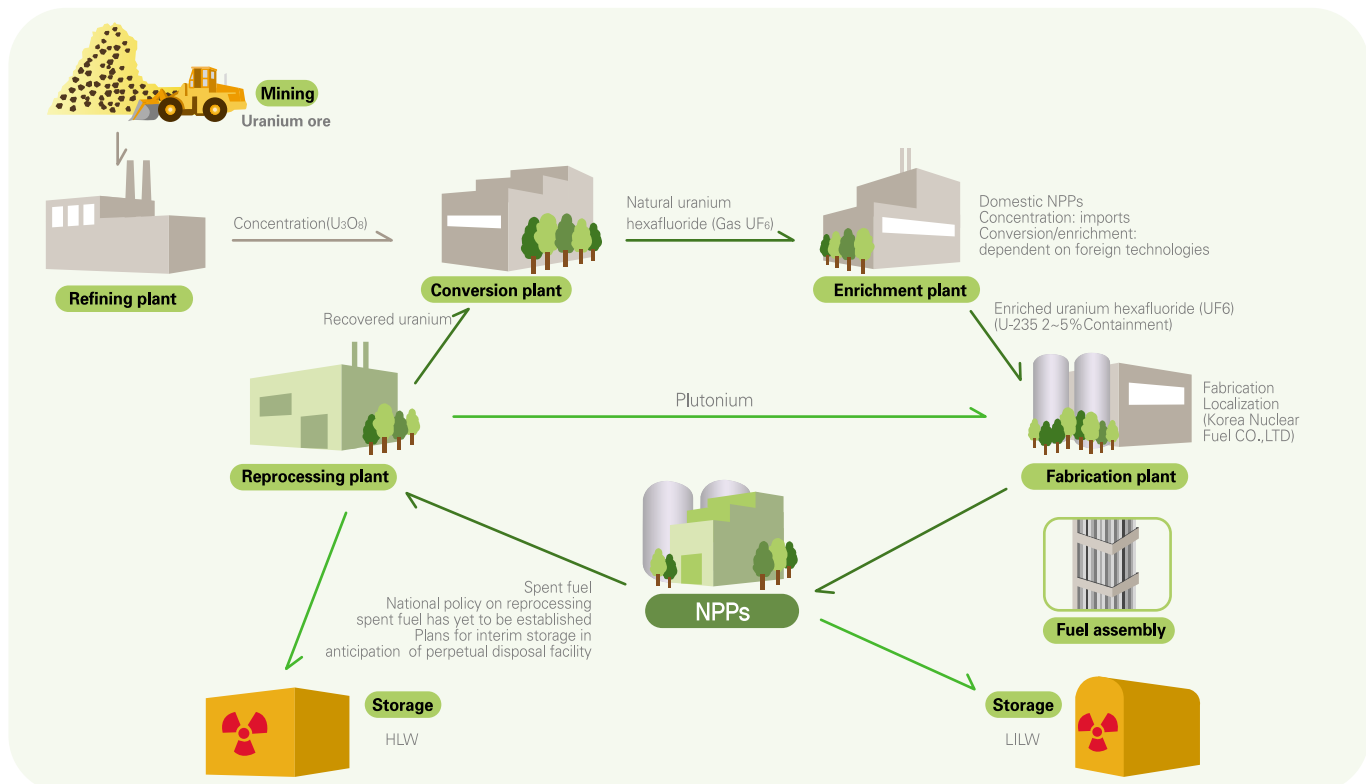 Mining
Uranium ore
Refining plant
Concentration(U₃O₈)
Conversion plant
Natural uranium
hexafluoride (Gas UF₆)
Enrichment plant
Domestic NPPs
Concentration: imports
Conversion/enrichment:
dependent on foreign technologies
Recovered uranium
Enriched uranium hexafluoride (UF6)
(U-235 2~5%Containment)
Reprocessing plant
Plutonium
Fabrication plant
Fabrication
Localization
(Korea Nuclear
Fuel CO.,LTD)
Spent fuel
National policy on reprocessing
spent fuel has yet to be established
Plans for interim storage in
anticipation of perpetual disposal facility
NPPs
Fuel assembly
Storage
HLW
Storage
LILW